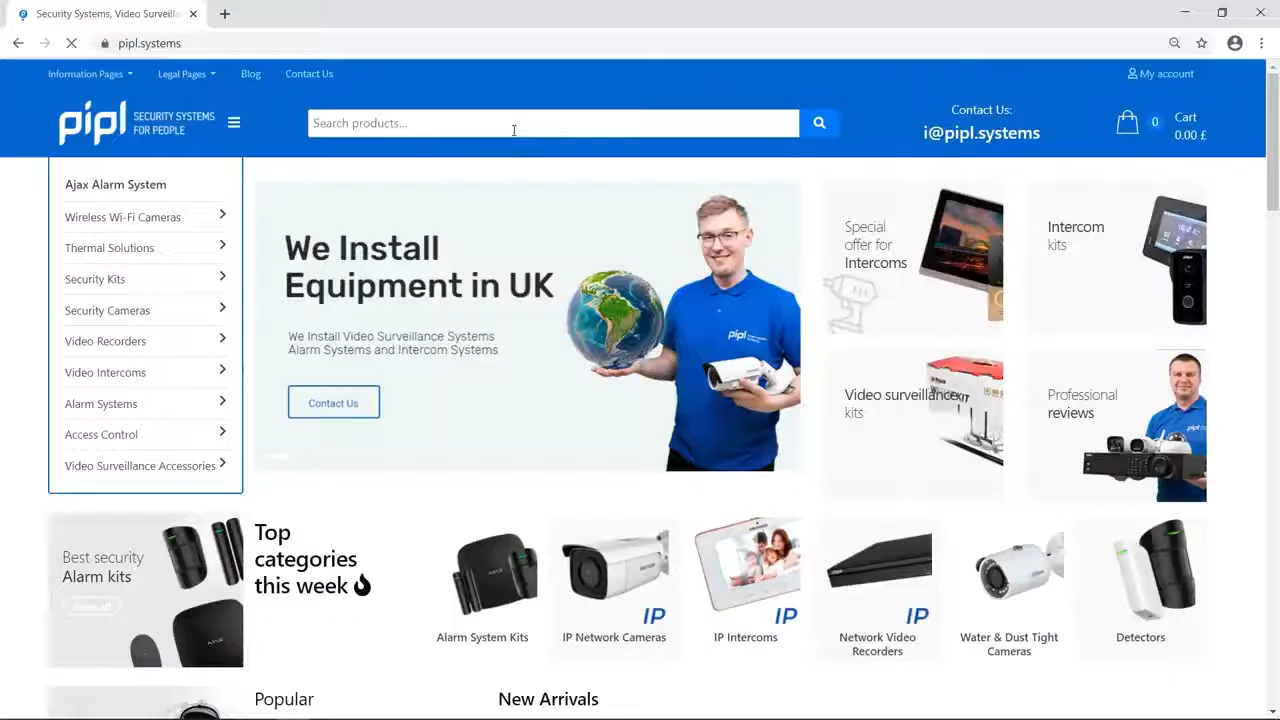 Security Systems, Video Surveilla
pipl.systems
Information Pages
Legal Pages
Blog
Contact Us
My account
pipl SECURITY SYSTEMS
FOR PEOPLE
Search products...
Contact Us:
i@pipl.systems
0
Cart
0.00 £
Ajax Alarm System
Wireless Wi-Fi Cameras
Thermal Solutions
Security Kits
Security Cameras
Video Recorders
Video Intercoms
Alarm Systems
Access Control
Video Surveillance Accessories
We Install
Equipment in UK
We Install Video Surveillance Systems
Alarm Systems and Intercom Systems
Contact Us
pipl
Special
offer for
Intercoms
Intercom
kits
Video surveillance
kits
Professional
reviews
pipl
Best security
Alarm kits
Top
categories
this week
Alarm System Kits
IP
IP Network Cameras
IP
IP Intercoms
IP
Network Video
Recorders
Water & Dust Tight
Cameras
Detectors
Popular
New Arrivals